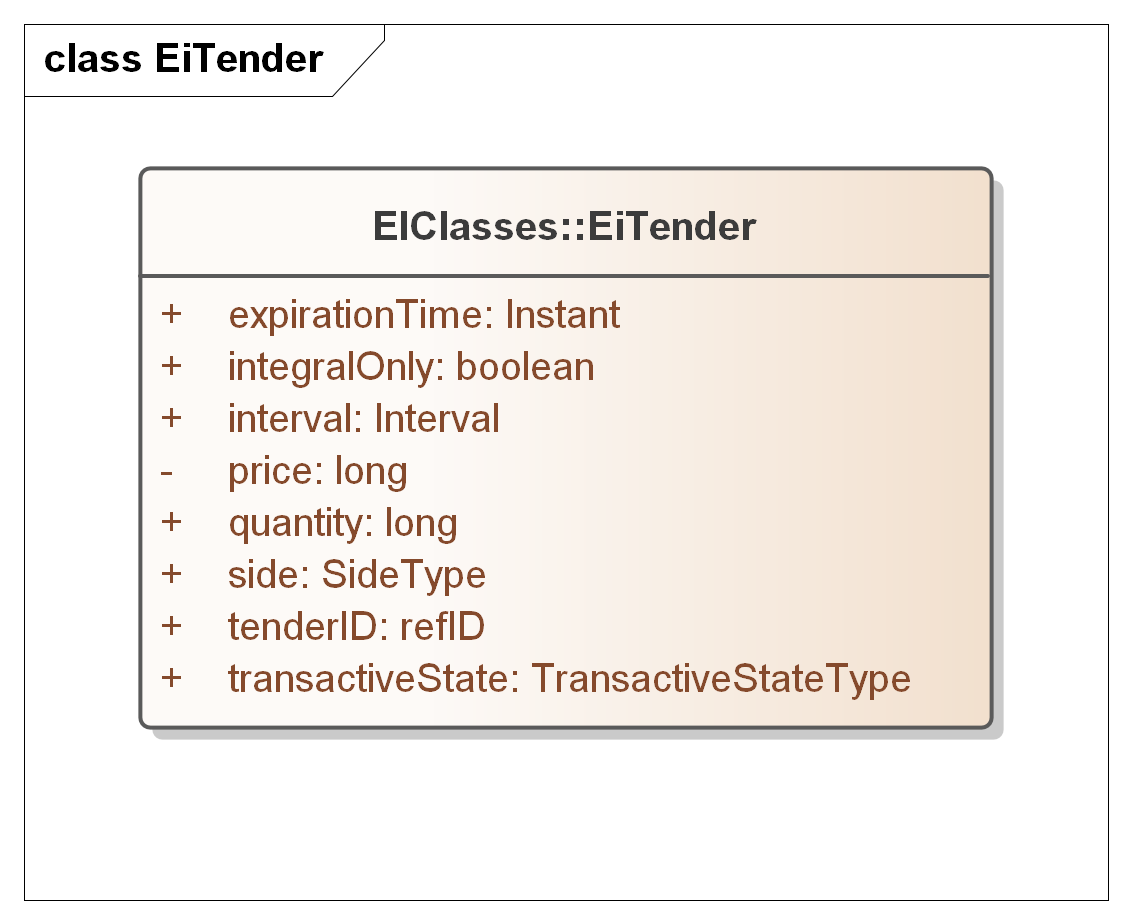 class EiTender
EIClasses::EiTender
+ expirationTime: Instant
+ integralOnly: boolean
+ interval: Interval
- price: long
+ quantity: long
+ side: SideType
+ tenderID: refID
+ transactiveState: TransactiveStateType